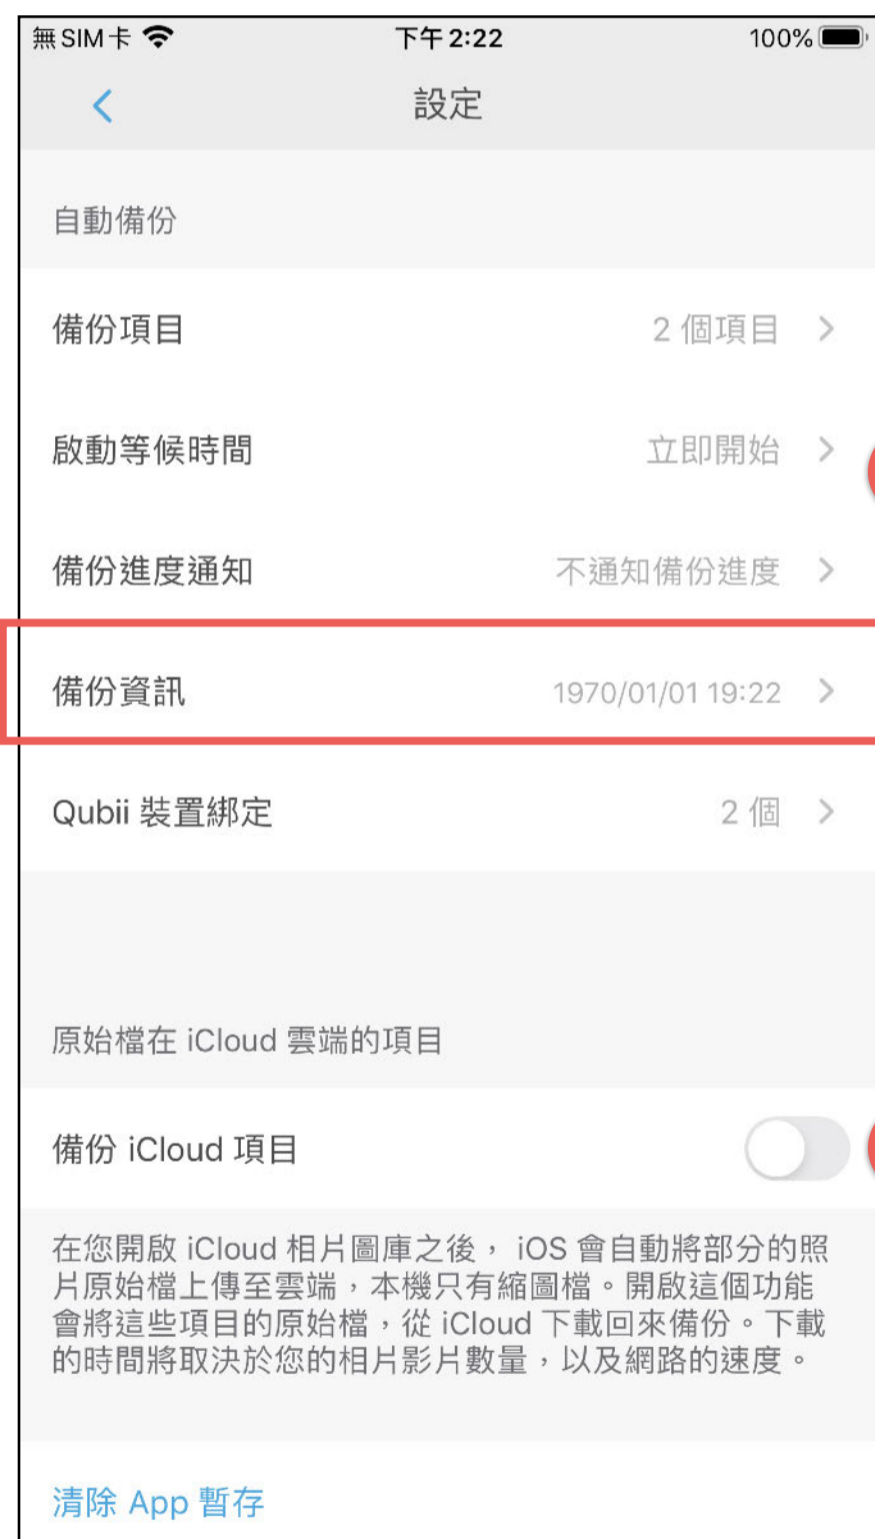 無 SIM 卡 下午 2:22 100%
設定
自動備份
備份項目 2 個項目
啟動等候時間 立即開始
備份進度通知 不通知備份進度
備份資訊 1970/01/01 19:22
Qubii 裝置綁定 2 個
原始檔在 iCloud 雲端的項目
備份 iCloud 項目
在您開啟 iCloud 相片圖庫之後， iOS 會自動將部分的照
片原始檔上傳至雲端，本機只有縮圖檔。開啟這個功能
會將這些項目的原始檔，從 iCloud 下載回來備份。下載
的時間將取決於您的相片影片數量，以及網路的速度。
清除 App 暫存